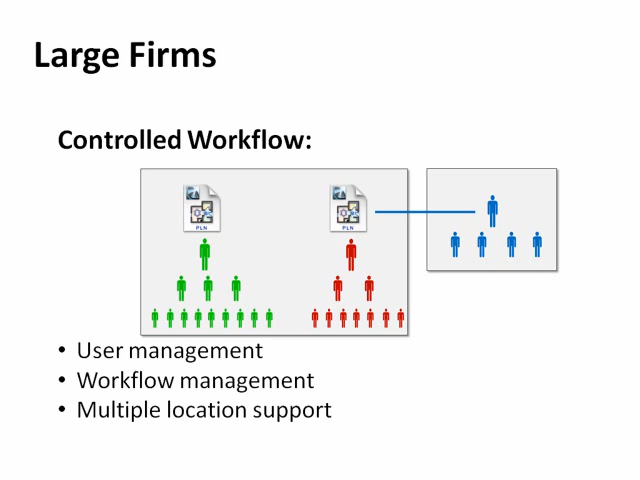 Large Firms
Controlled Workflow:
PLN
PLN
• User management
• Workflow management
• Multiple location support